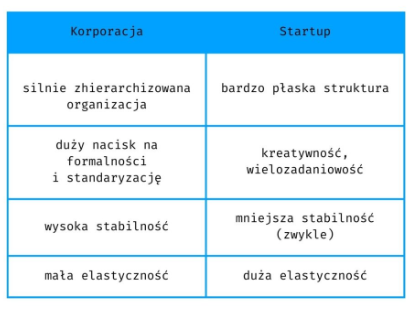 Korporacja
Startup
silnie zhierarchizowana
organizacja
bardzo płaska struktura
duży nacisk na
formalności
i standaryzację
kreatywność,
wielozadaniowość
wysoka stabilność
mniejsza stabilność
(zwykle)
mała elastyczność
duża elastyczność